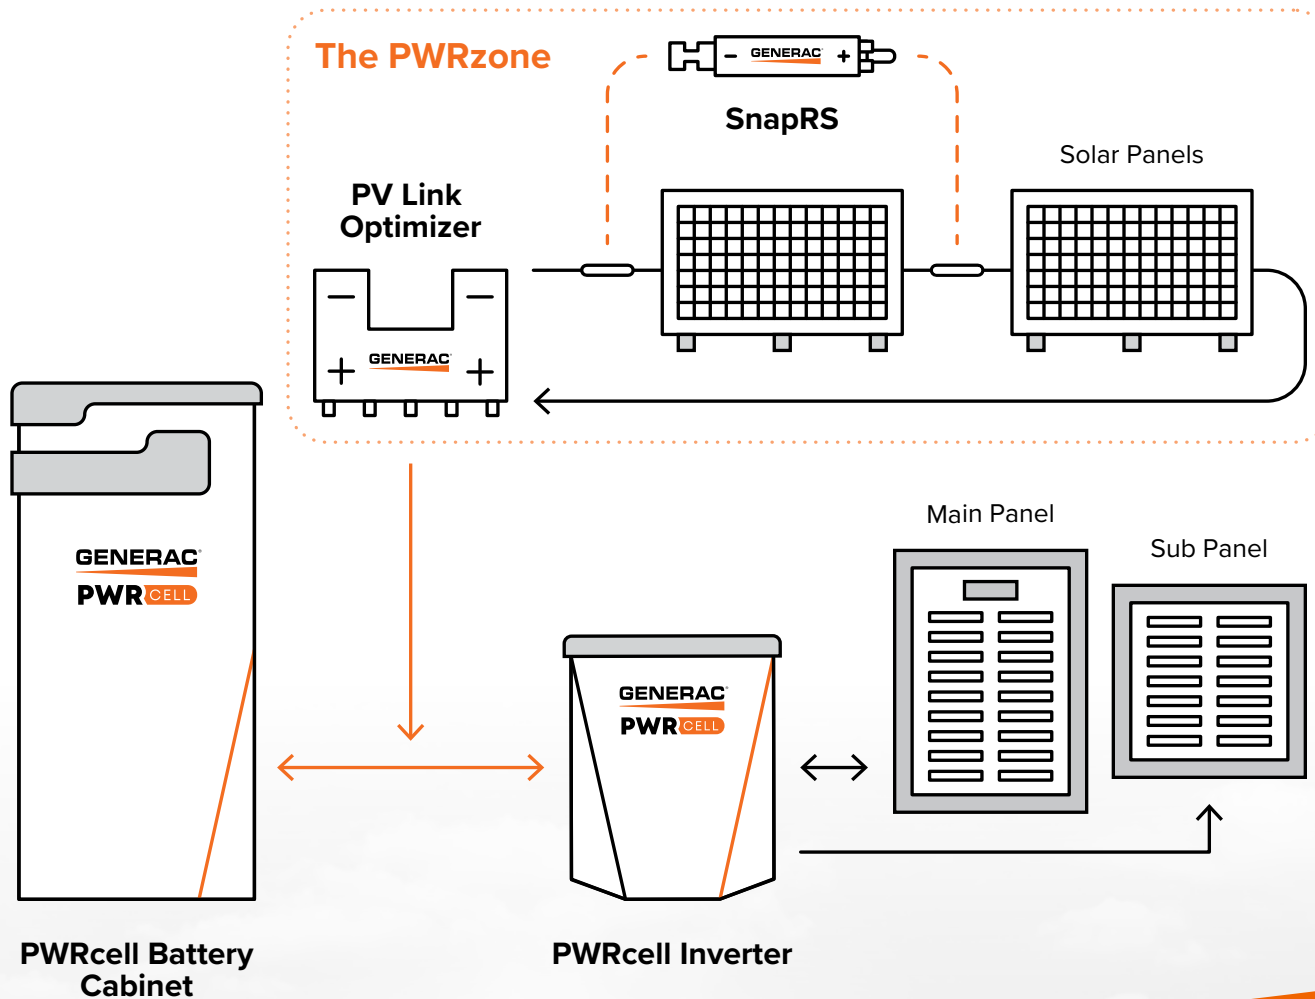 The PWRzone
− GENERAC +
SnapRS
Solar Panels
PV Link
Optimizer
− −
+ GENERAC +
GENERAC
PWRCELL
Main Panel
Sub Panel
GENERAC
PWRCELL
PWRcell Battery
Cabinet
PWRcell Inverter